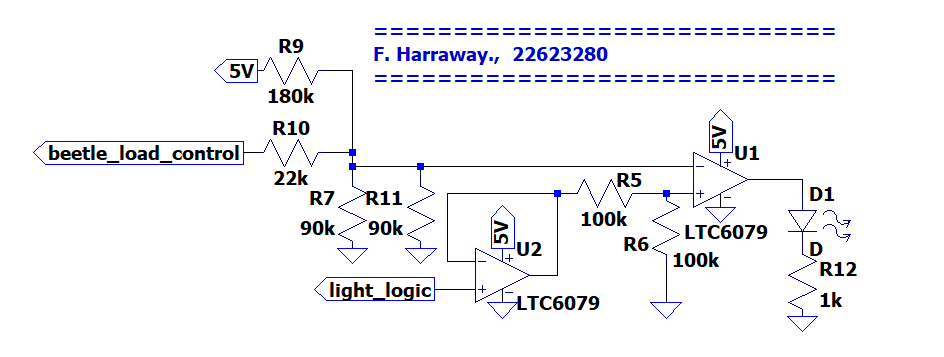 =============================
F. Harraway.,  22623280
=============================
R9
5V
180k
R10
beetle_load_control
22k
5V
U1
R7
R11
R5
D1
90k
90k
100k
LTC6079
5V
U2
R6
100k
D
R12
light_logic
LTC6079
1k